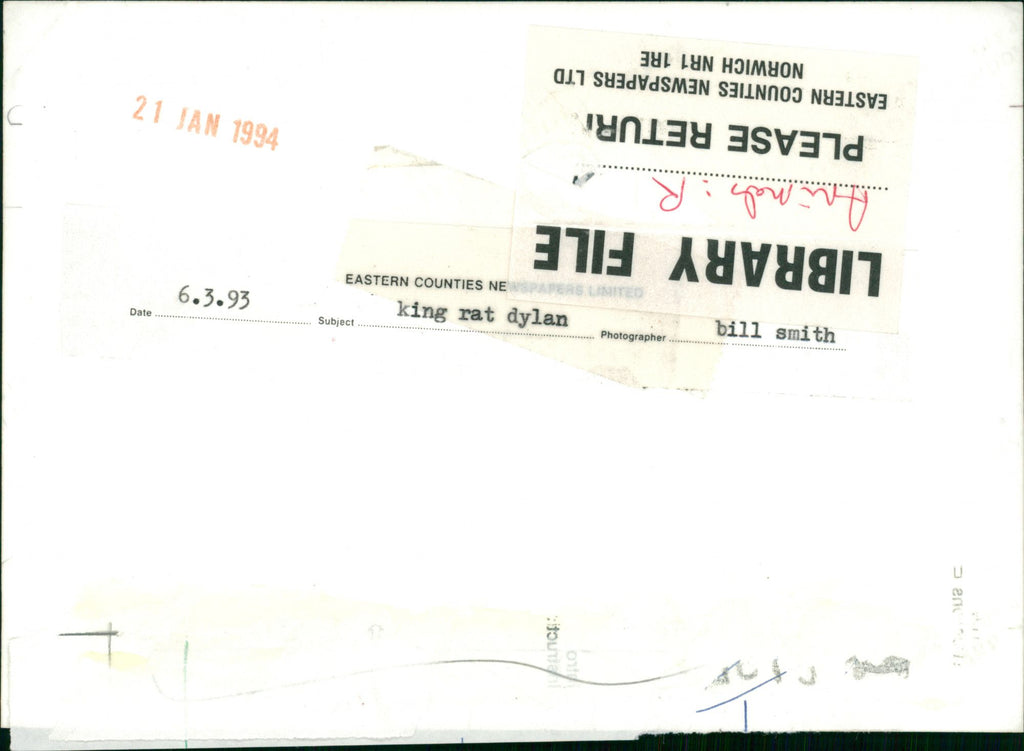 21 JAN 1994
LIBRARY FILE
Animals : R
PLEASE RETURN
EASTERN COUNTIES NEWSPAPERS LTD
NORWICH NR1 1RE
EASTERN COUNTIES NEWSPAPERS LIMITED
Date 6.3.93 Subject king rat dylan Photographer bill smith